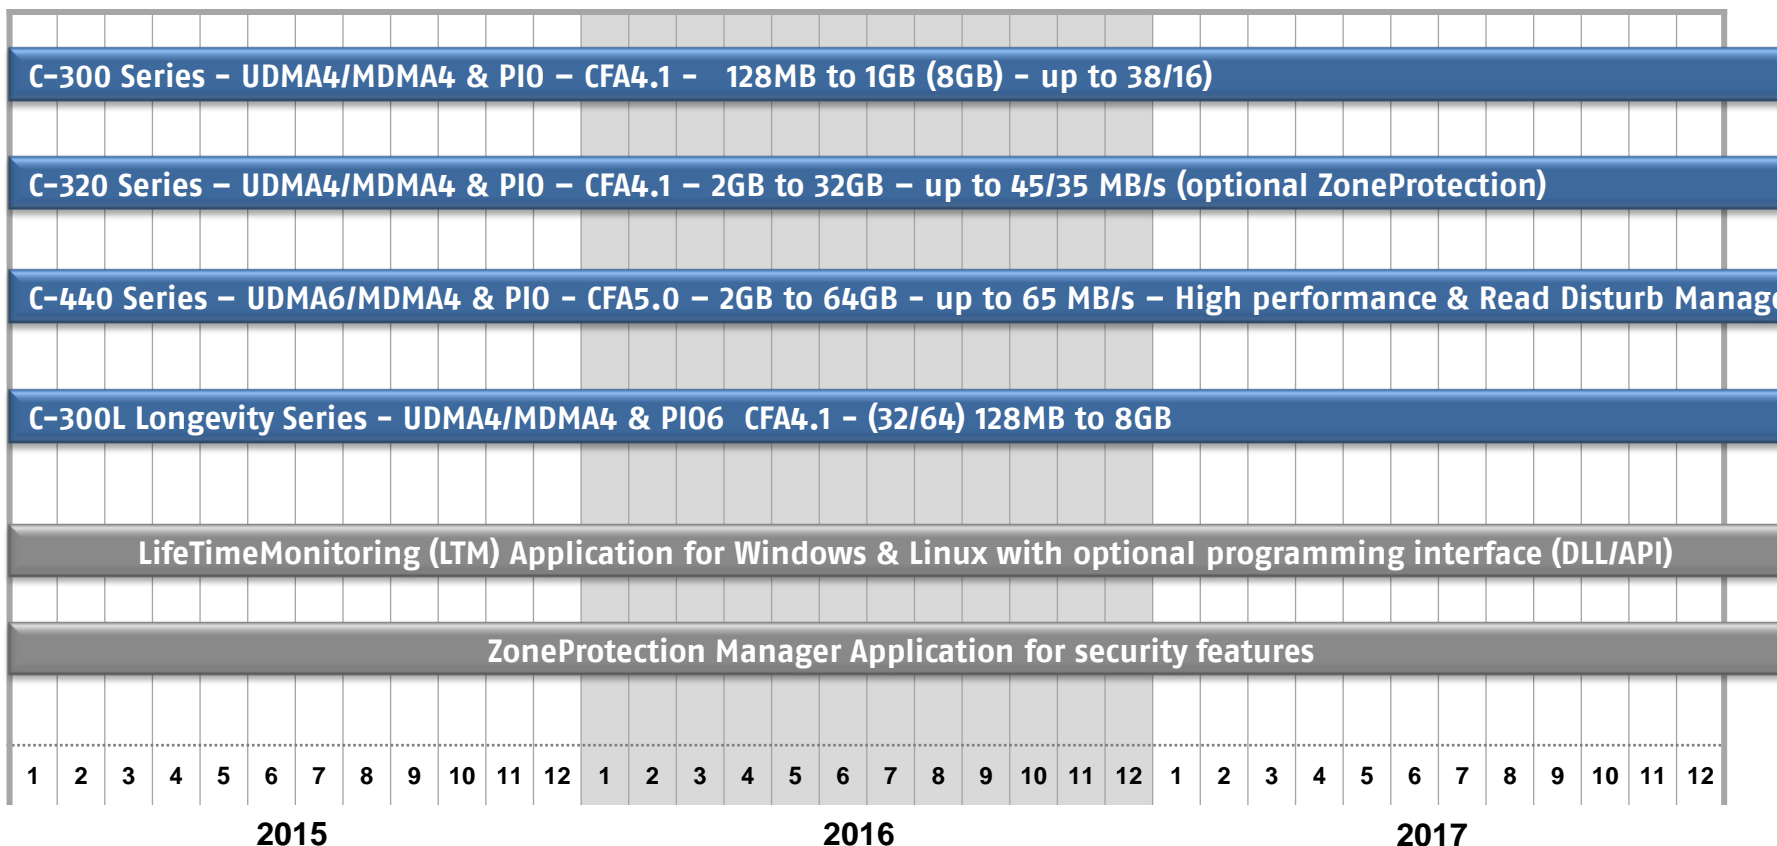 C-300 Series – UDMA4/MDMA4 & PIO – CFA4.1 - 128MB to 1GB (8GB) – up to 38/16)
C-320 Series – UDMA4/MDMA4 & PIO – CFA4.1 – 2GB to 32GB – up to 45/35 MB/s (optional ZoneProtection)
C-440 Series – UDMA6/MDMA4 & PIO - CFA5.0 – 2GB to 64GB - up to 65 MB/s – High performance & Read Disturb Manage
C-300L Longevity Series - UDMA4/MDMA4 & PIO6 CFA4.1 - (32/64) 128MB to 8GB
LifeTimeMonitoring (LTM) Application for Windows & Linux with optional programming interface (DLL/API)
ZoneProtection Manager Application for security features
1 2 3 4 5 6 7 8 9 10 11 12 1 2 3 4 5 6 7 8 9 10 11 12 1 2 3 4 5 6 7 8 9 10 11 12
2015 2016 2017